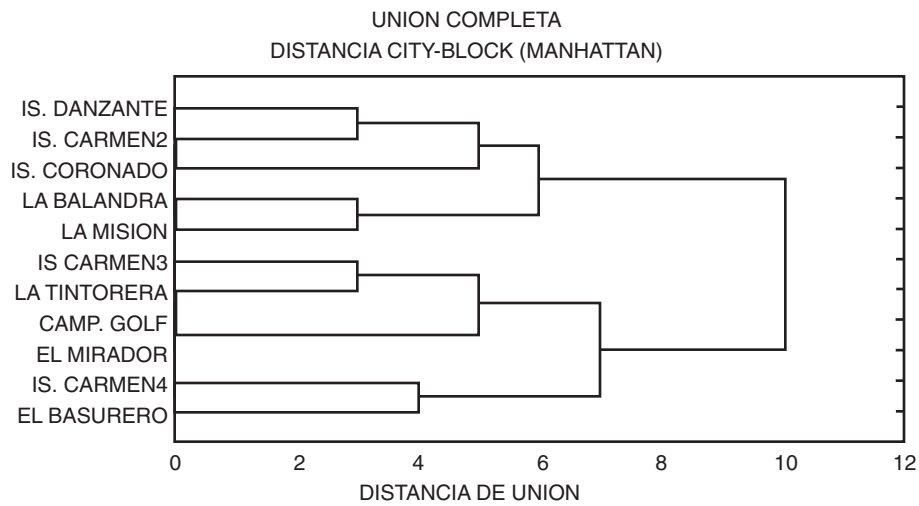 UNION COMPLETA
DISTANCIA CITY-BLOCK (MANHATTAN)
IS. DANZANTE
IS. CARMEN2
IS. CORONADO
LA BALANDRA
LA MISION
IS CARMEN3
LA TINTORERA
CAMP. GOLF
EL MIRADOR
IS. CARMEN4
EL BASURERO
0 2 4 6 8 10 12
DISTANCIA DE UNION